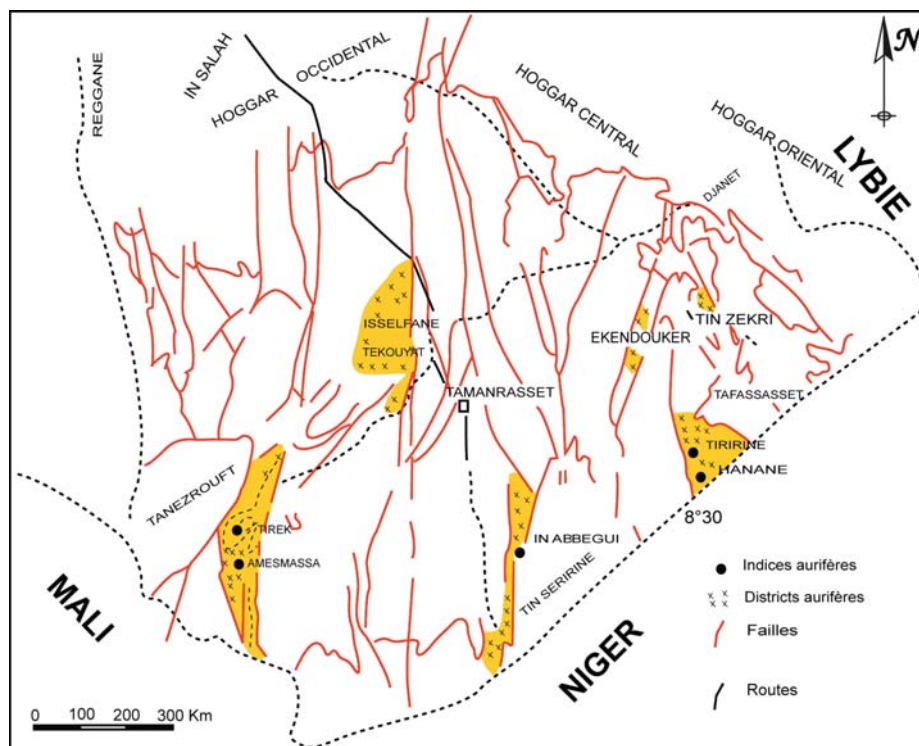 N
REGGANE
IN SALAH
HOGGAR OCCIDENTAL
HOGGAR CENTRAL
HOGGAR ORIENTAL
LYBIE
DJANET
ISSELFANE
TEKOUYAT
TIN ZEKRI
EKENDOUKER
TAMANRASSET
TAFASSASSET
TIRIRINE
HANANE
8°30
TANEZROUFT
TIREK
AMESMASSA
IN ABBEGUI
TIN SERIRINE
MALI
NIGER
Indices aurifères
Districts aurifères
Failles
Routes
0 100 200 300 Km